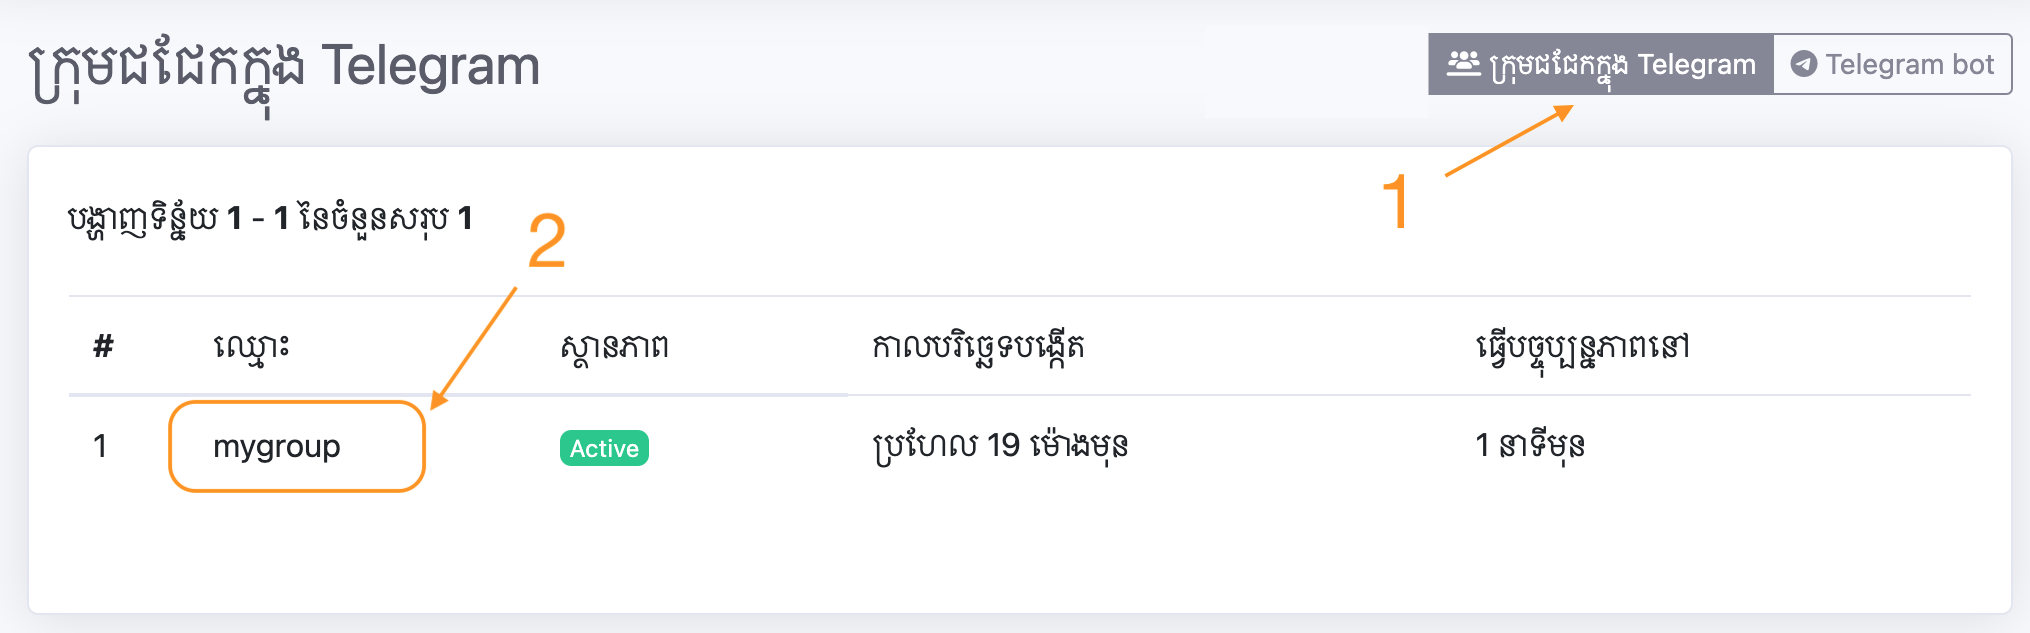 ក្រុមជជែកក្នុង Telegram
ក្រុមជជែកក្នុង Telegram
Telegram bot
1
បង្ហាញទិន្ន័យ 1 - 1 នៃចំនួនសរុប 1
2
# ឈ្មោះ ស្ថានភាព កាលបរិច្ឆេទបង្កើត ធ្វើបច្ចុប្បន្នភាពនៅ
1 mygroup Active ប្រហែល 19 ម៉ោងមុន 1 នាទីមុន